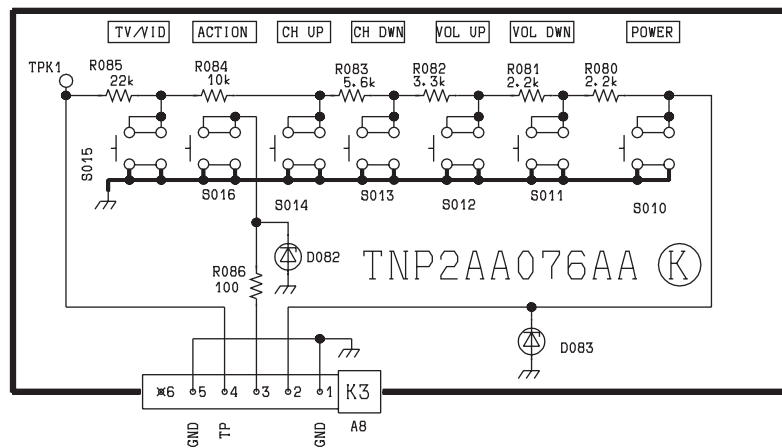 TV/VID ACTION CH UP CH DWN VOL UP VOL DWN POWER
TPK1
R085 22k
R084 10k
R083 5.6k
R082 3.3k
R081 2.2k
R080 2.2k
S015
S016
S014
S013
S012
S011
S010
D082
TNP2AA076AA K
R086 100
D083
×6 5 4 3 2 1 K3
GND TP GND A8